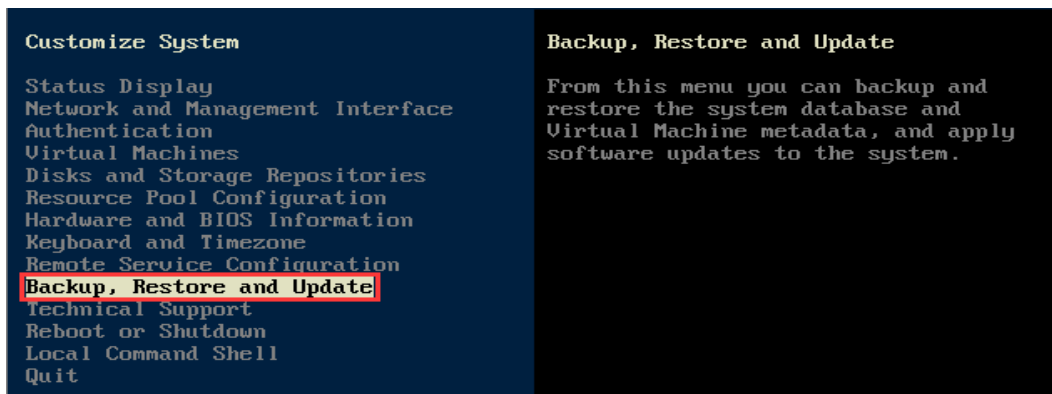 Customize System
Status Display
Network and Management Interface
Authentication
Virtual Machines
Disks and Storage Repositories
Resource Pool Configuration
Hardware and BIOS Information
Keyboard and Timezone
Remote Service Configuration
Backup, Restore and Update
Technical Support
Reboot or Shutdown
Local Command Shell
Quit
Backup, Restore and Update
From this menu you can backup and
restore the system database and
Virtual Machine metadata, and apply
software updates to the system.